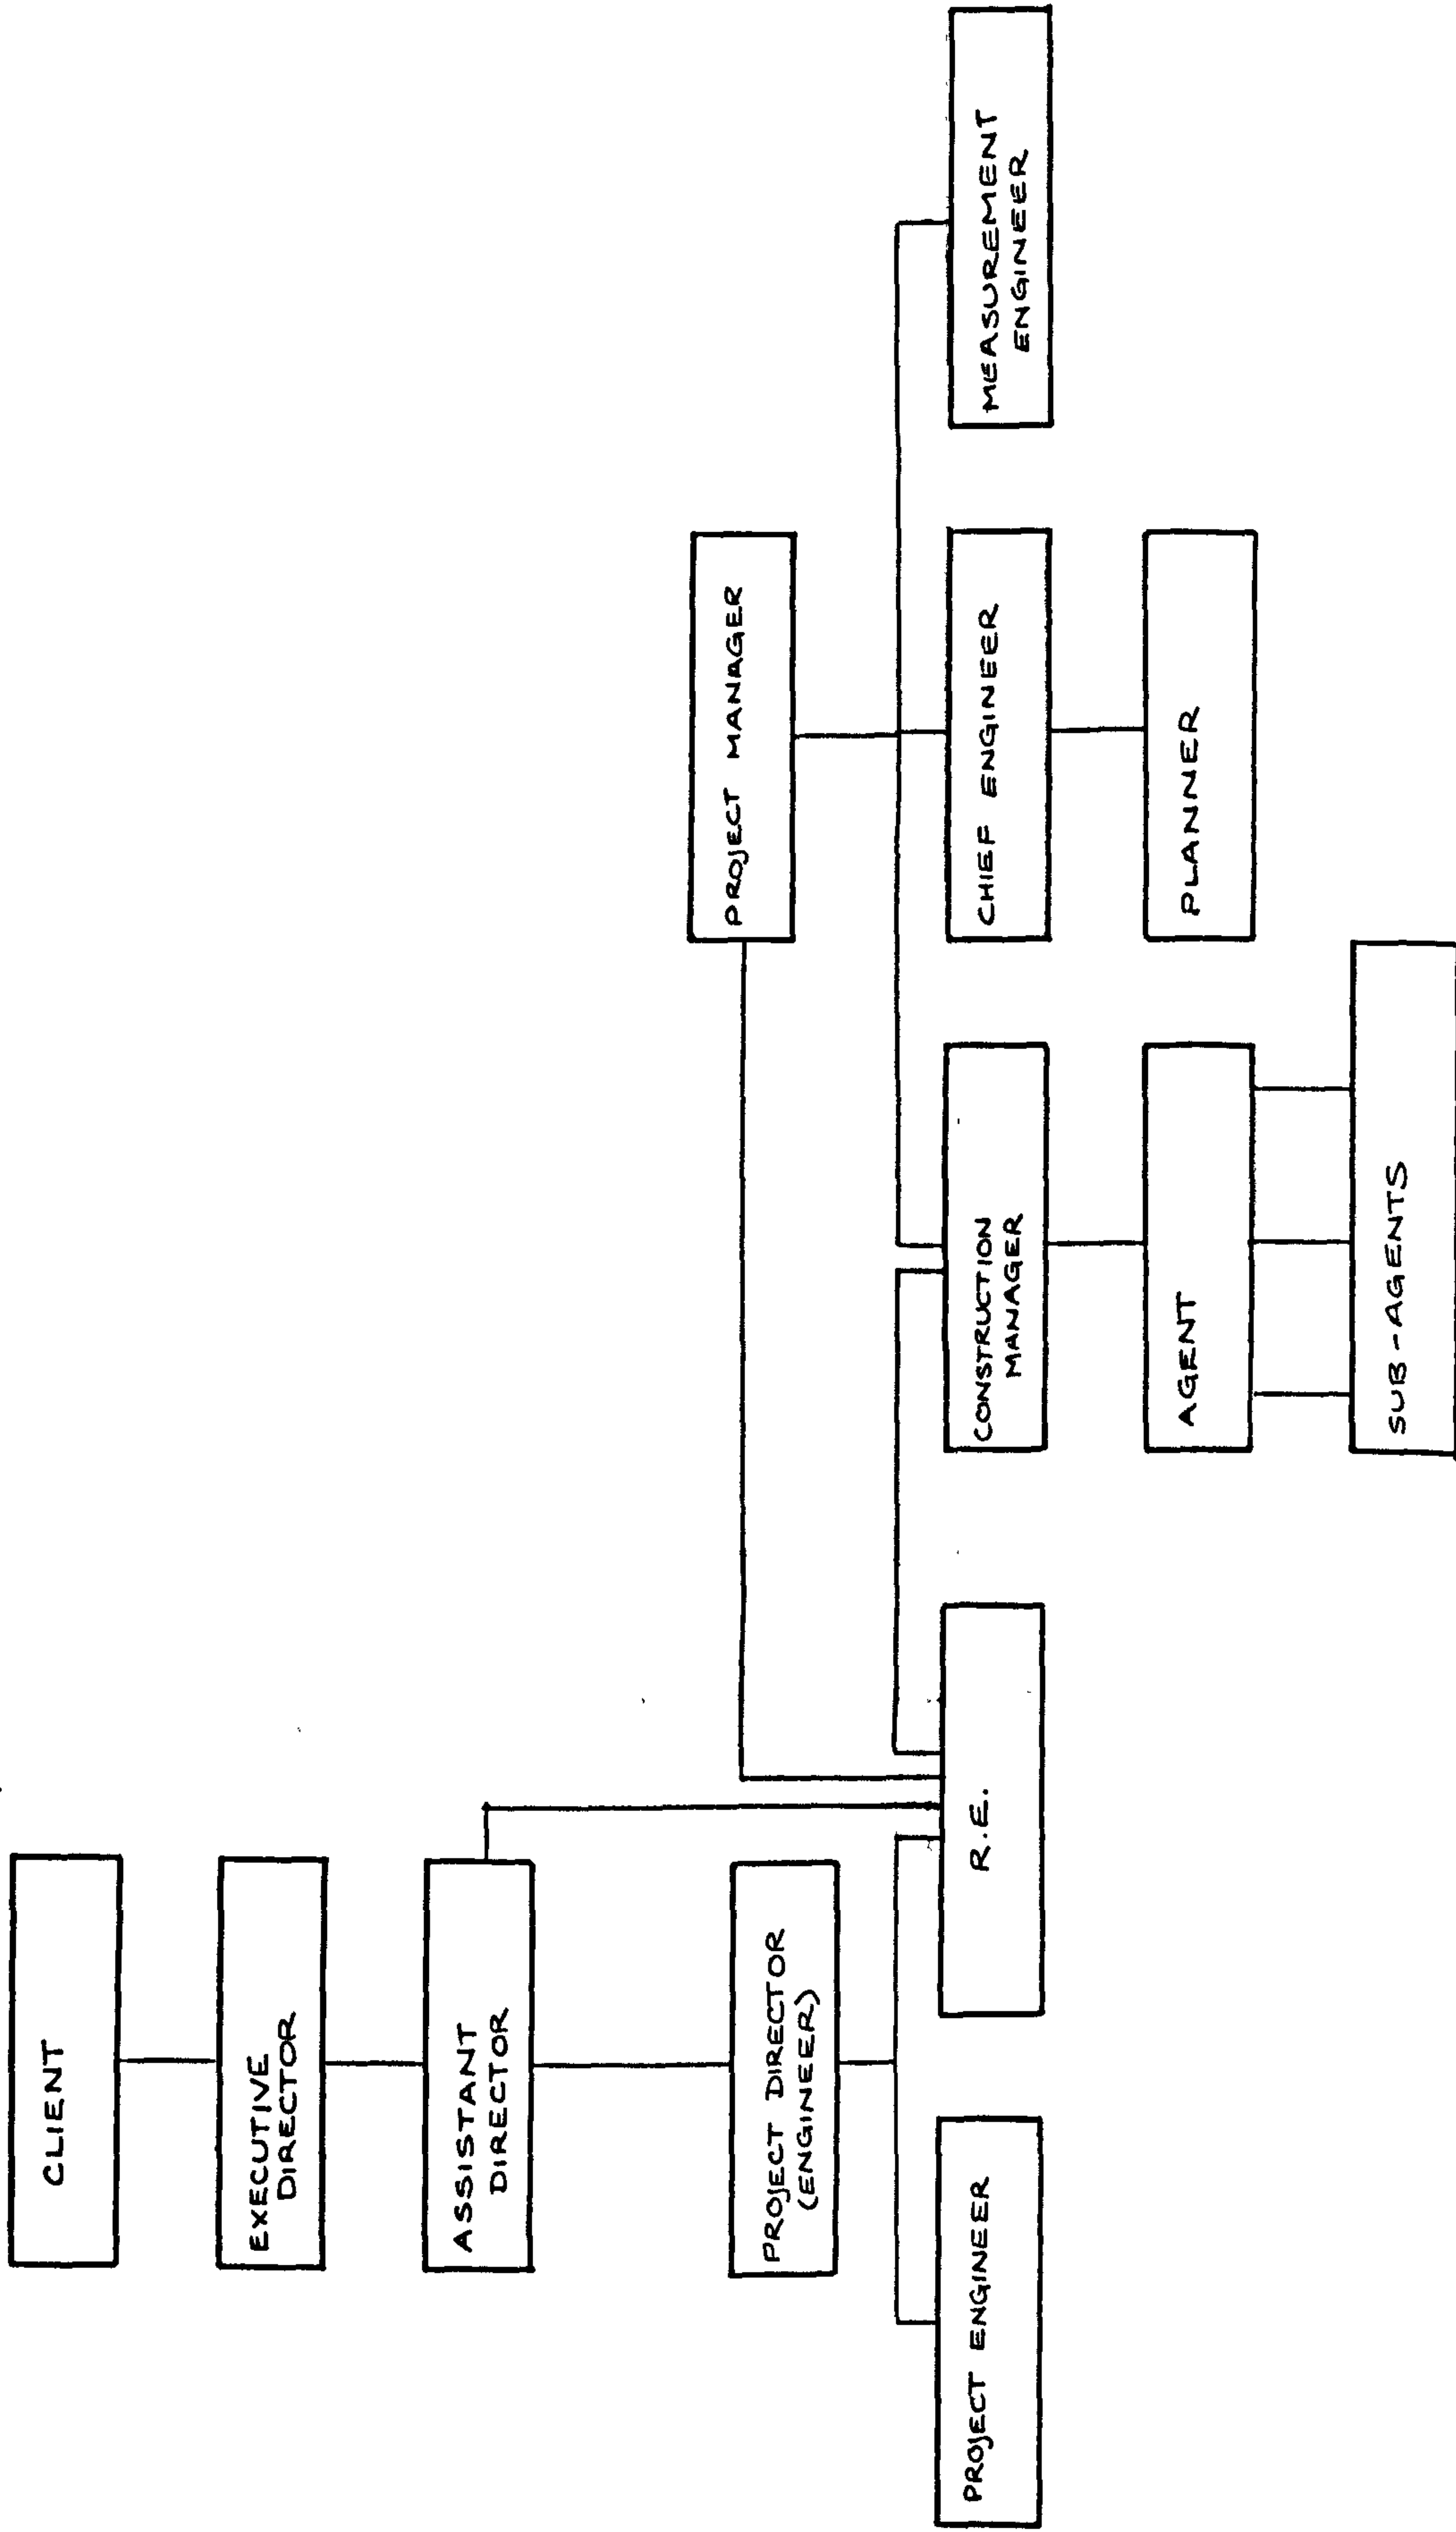 CLIENT
EXECUTIVE
DIRECTOR
ASSISTANT
DIRECTOR
PROJECT DIRECTOR
(ENGINEER)
PROJECT MANAGER
PROJECT ENGINEER
R.E.
CONSTRUCTION
MANAGER
CHIEF ENGINEER
MEASUREMENT
ENGINEER
AGENT
PLANNER
SUB-AGENTS